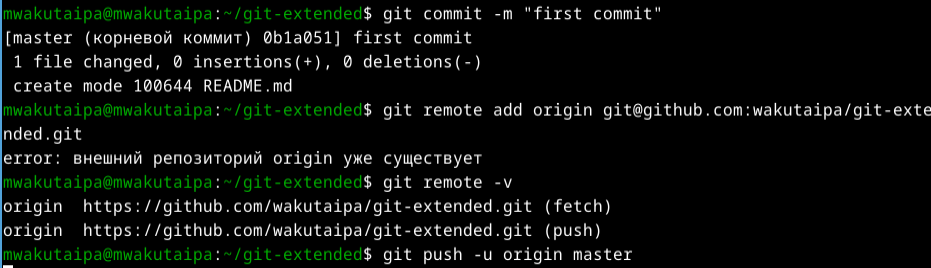 mwakutaipa@mwakutaipa:~/git-extended$ git commit -m "first commit"
[master (корневой коммит) 0b1a051] first commit
 1 file changed, 0 insertions(+), 0 deletions(-)
 create mode 100644 README.md
mwakutaipa@mwakutaipa:~/git-extended$ git remote add origin git@github.com:wakutaipa/git-exte
nded.git
error: внешний репозиторий origin уже существует
mwakutaipa@mwakutaipa:~/git-extended$ git remote -v
origin  https://github.com/wakutaipa/git-extended.git (fetch)
origin  https://github.com/wakutaipa/git-extended.git (push)
mwakutaipa@mwakutaipa:~/git-extended$ git push -u origin master